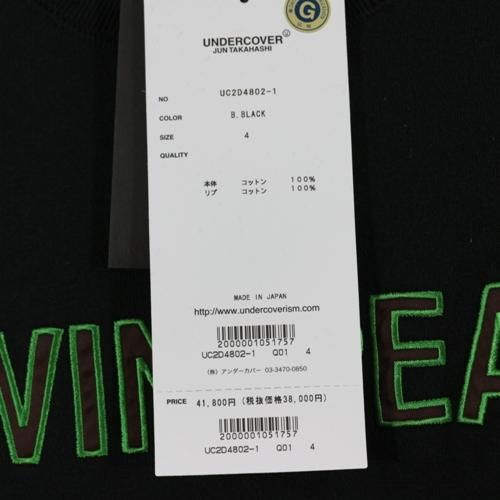 G
UNDERCOVER
JUN TAKAHASHI
NO UC2D4802-1
COLOR B.BLACK
SIZE 4
QUALITY
本体 コットン 100%
リブ コットン 100%
MADE IN JAPAN
http://www.undercoverism.com
2000001051757
UC2D4802-1 Q01 4
(株) アンダーカバー 03-3470-0850
PRICE 41,800円 (税抜価格38,000円)
2000001051757
UC2D4802-1 Q01 4
VIN EA